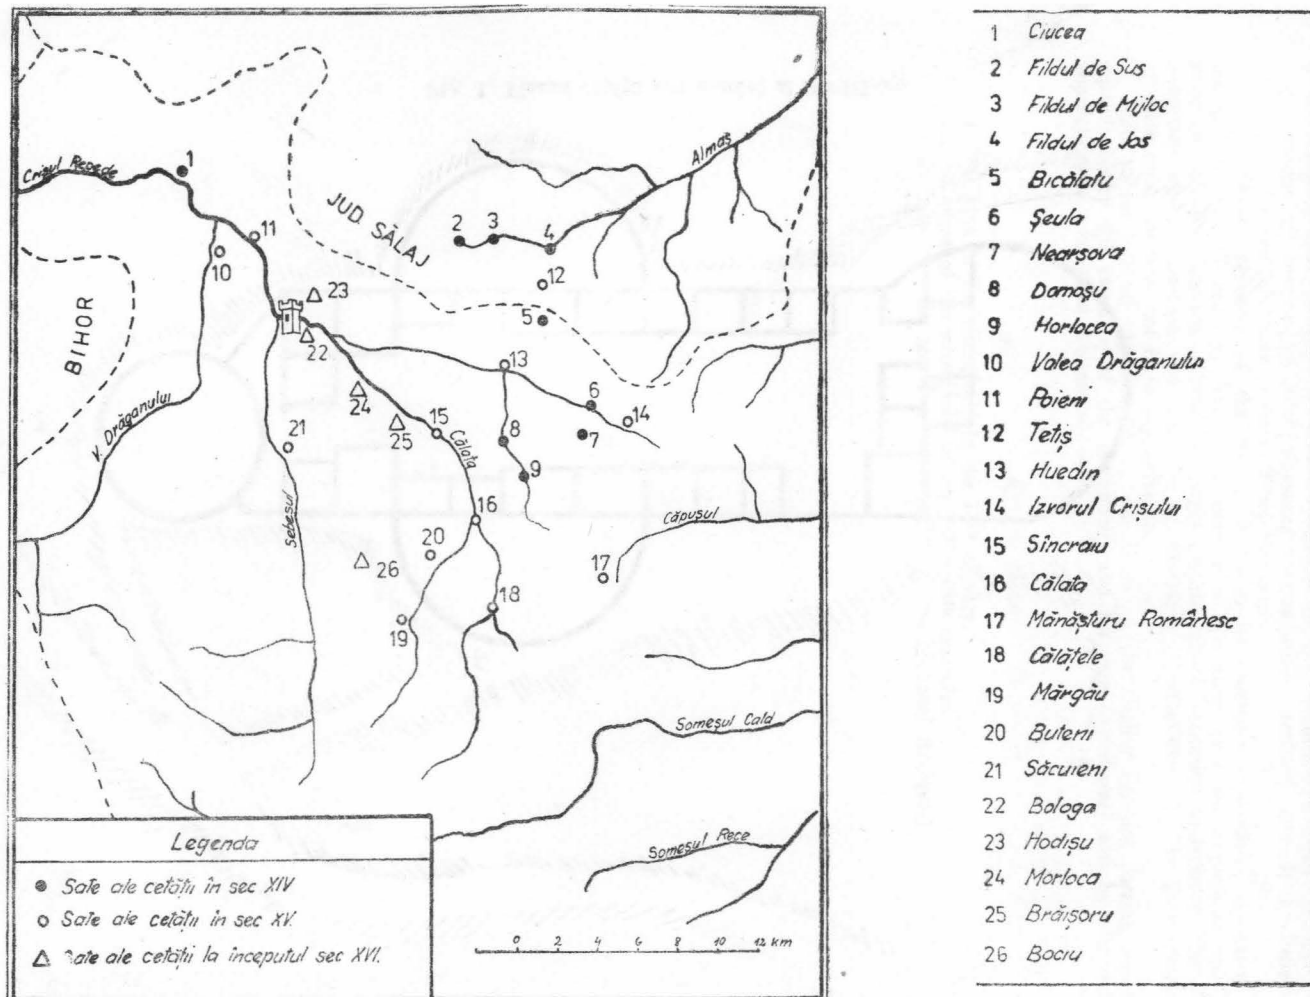 Crișul Repede
1
JUD SĂLAJ
Almaș
2
3
4
11
10
12
23
5
BIHOR
22
13
24
6
14
V. Drăganului
25
15
Călata
7
8
21
9
Sebeșul
16
Căpușul
20
26
17
18
19
Someșul Cald
Someșul Rece
Legenda
Sate ale cetății în sec XIV
Sate ale cetății în sec XV.
Sate ale cetății la începutul sec XVI.
0 2 4 6 8 10 12 km
1 Ciucea
2 Fildul de Sus
3 Fildul de Mijloc
4 Fildul de Jos
5 Bicălatu
6 Șeula
7 Nearșova
8 Domoșu
9 Horlocea
10 Valea Drăganului
11 Poieni
12 Tetiș
13 Huedin
14 Izvorul Crișului
15 Sîncraiu
16 Călata
17 Mănășturu Românesc
18 Călățele
19 Mărgău
20 Buteni
21 Săcuieni
22 Bologa
23 Hodișu
24 Morloca
25 Brăișoru
26 Bociu